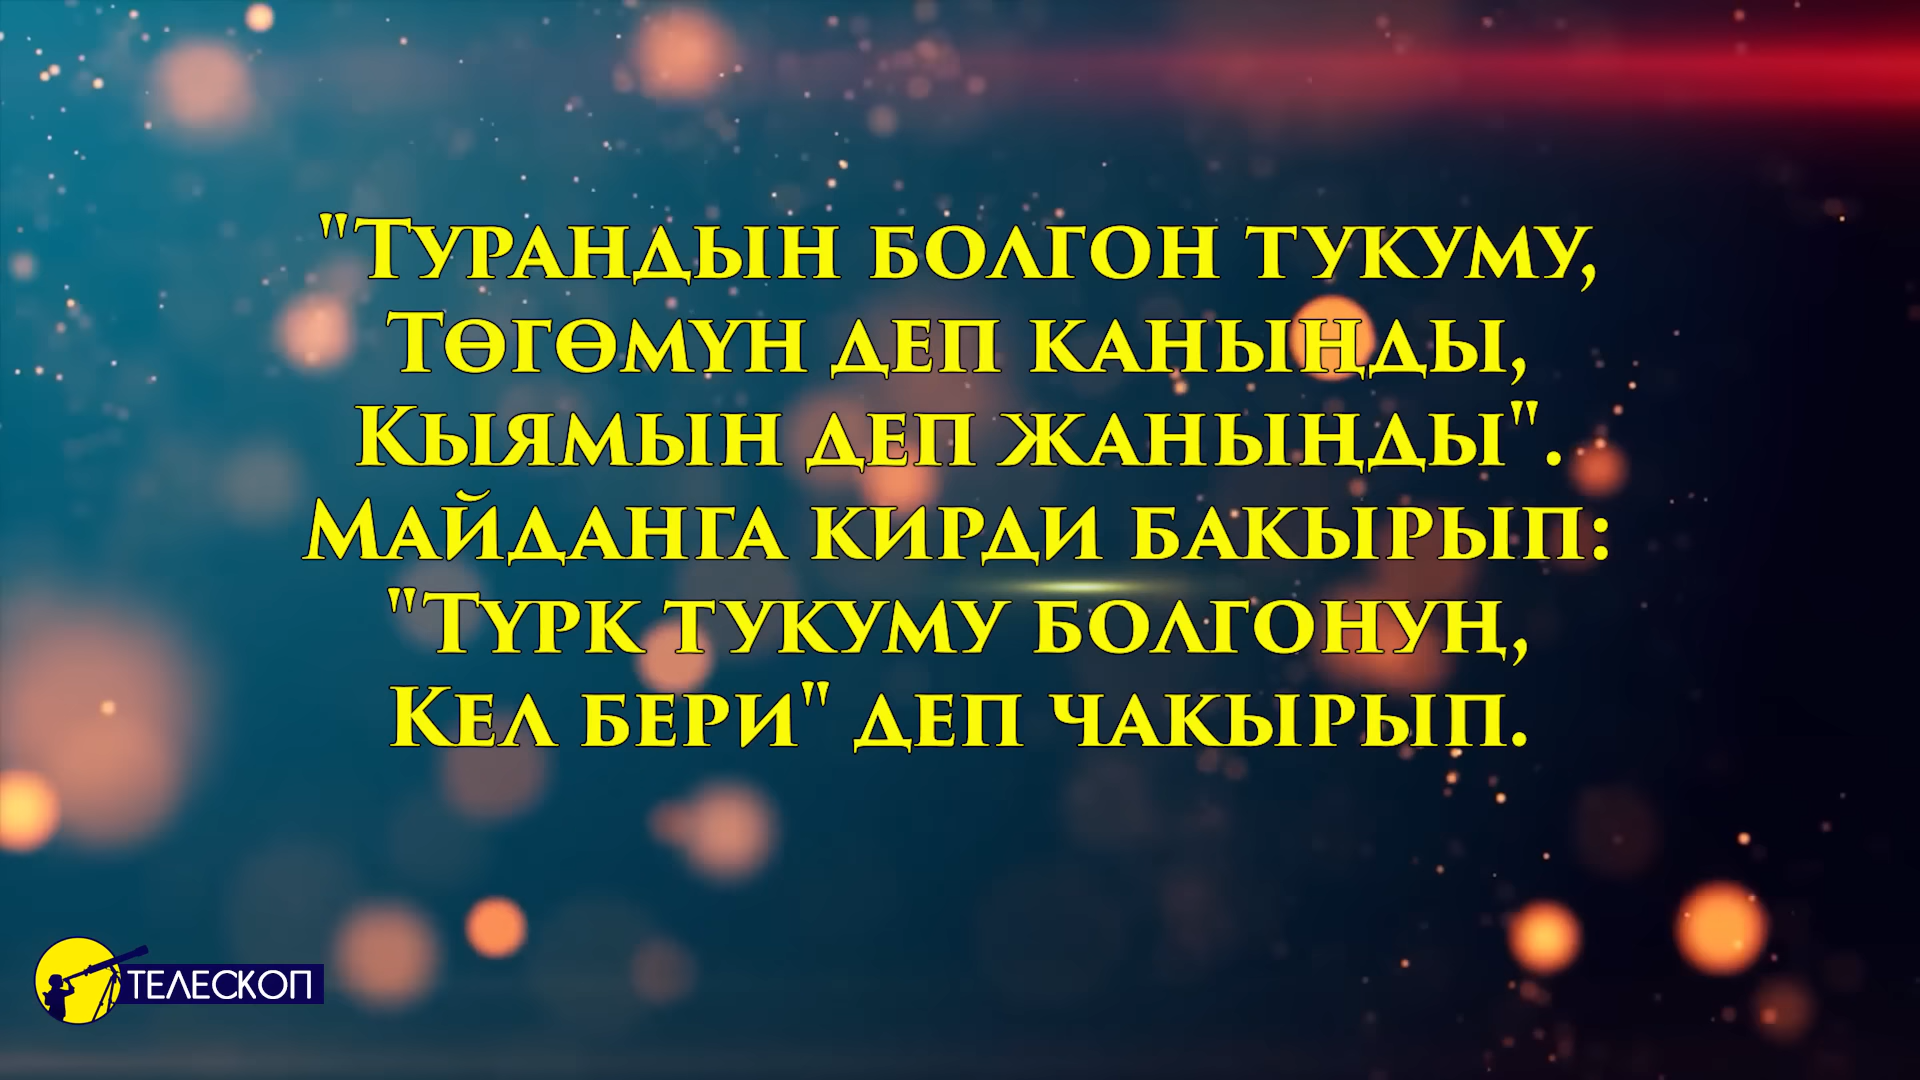 "Турандын болгон тукуму,
Төгөмүн деп каныңды,
Кыямын деп жаныңды".
Майданга кирди бакырып:
"Түрк тукуму болгонуң,
Кел бери" деп чакырып.
ТЕЛЕСКОП